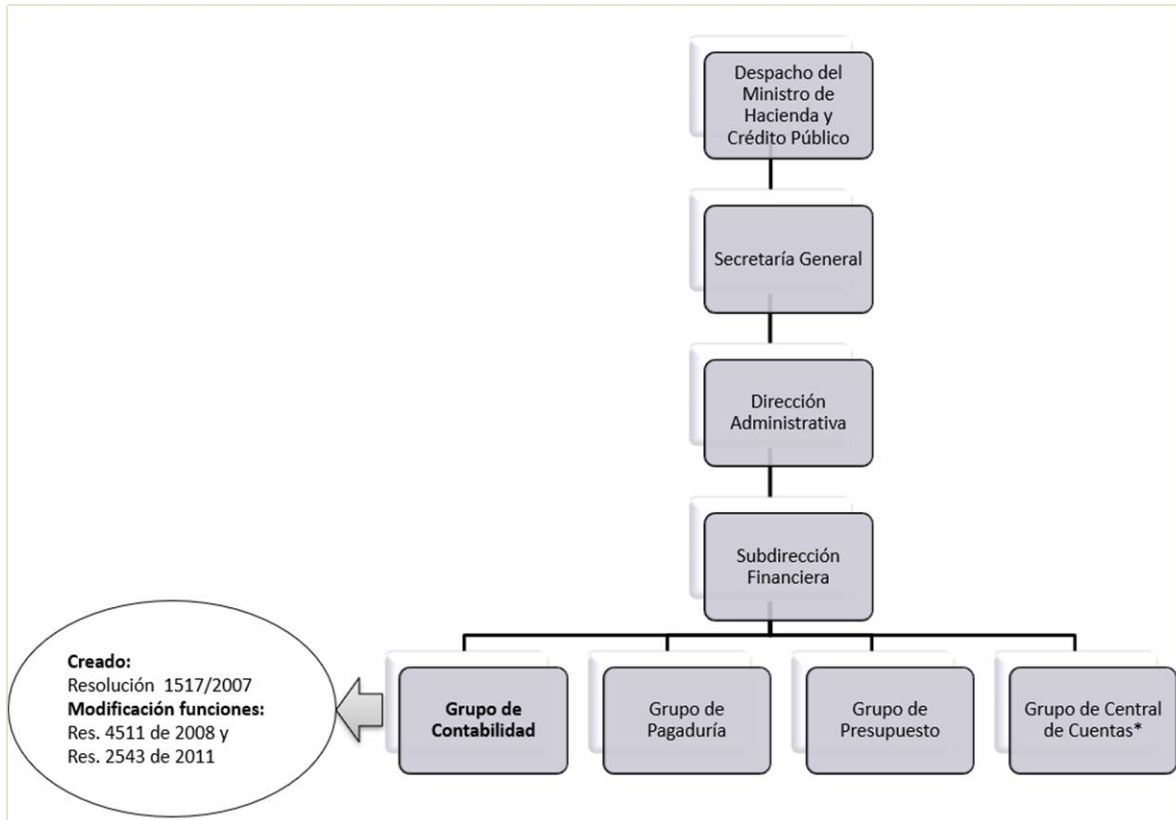 Despacho del
Ministro de
Hacienda y
Crédito Público
Secretaría General
Dirección
Administrativa
Subdirección
Financiera
Creado:
Resolución 1517/2007
Modificación funciones:
Res. 4511 de 2008 y
Res. 2543 de 2011
Grupo de
Contabilidad
Grupo de
Pagaduría
Grupo de
Presupuesto
Grupo de Central
de Cuentas*